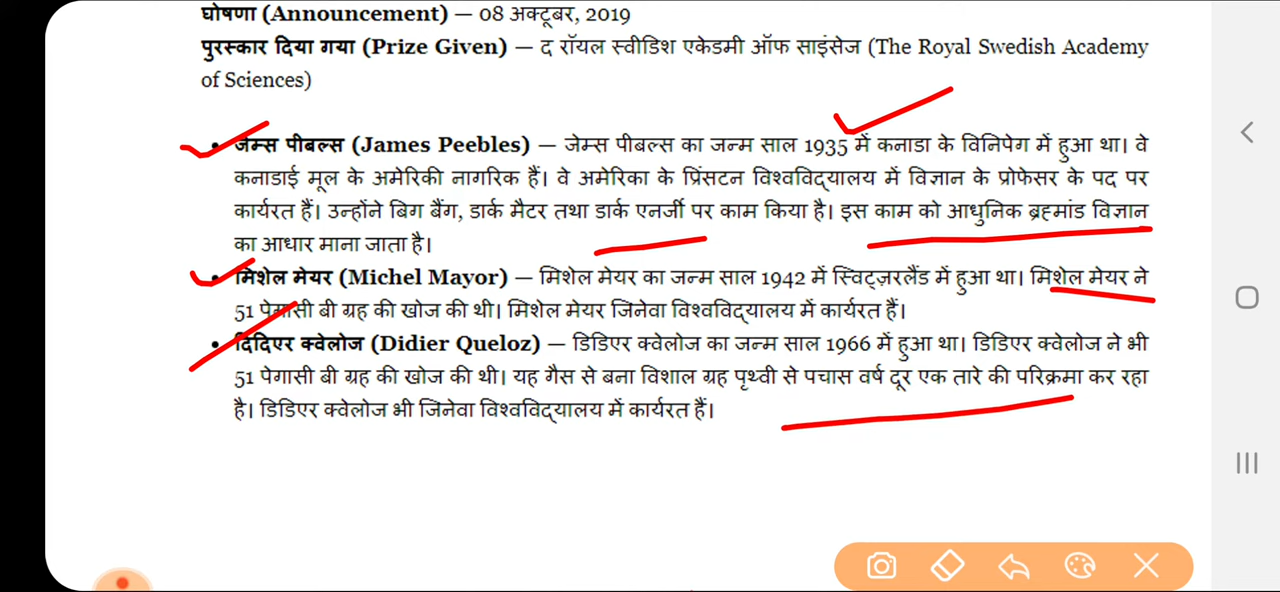 घोषणा (Announcement) — 08 अक्टूबर, 2019
पुरस्कार दिया गया (Prize Given) — द रॉयल स्वीडिश एकेडमी ऑफ साइंसेज (The Royal Swedish Academy
of Sciences)
• जेम्स पीबल्स (James Peebles) — जेम्स पीबल्स का जन्म साल 1935 में कनाडा के विनिपेग में हुआ था। वे
कनाडाई मूल के अमेरिकी नागरिक हैं। वे अमेरिका के प्रिंसटन विश्वविद्यालय में विज्ञान के प्रोफेसर के पद पर
कार्यरत हैं। उन्होंने बिग बैंग, डार्क मैटर तथा डार्क एनर्जी पर काम किया है। इस काम को आधुनिक ब्रह्मांड विज्ञान
का आधार माना जाता है।
• मिशेल मेयर (Michel Mayor) — मिशेल मेयर का जन्म साल 1942 में स्विट्ज़रलैंड में हुआ था। मिशेल मेयर ने
51 पेगासी बी ग्रह की खोज की थी। मिशेल मेयर जिनेवा विश्वविद्यालय में कार्यरत हैं।
• दिदिएर क्वेलोज (Didier Queloz) — डिडिएर क्वेलोज का जन्म साल 1966 में हुआ था। डिडिएर क्वेलोज ने भी
51 पेगासी बी ग्रह की खोज की थी। यह गैस से बना विशाल ग्रह पृथ्वी से पचास वर्ष दूर एक तारे की परिक्रमा कर रहा
है। डिडिएर क्वेलोज भी जिनेवा विश्वविद्यालय में कार्यरत हैं।